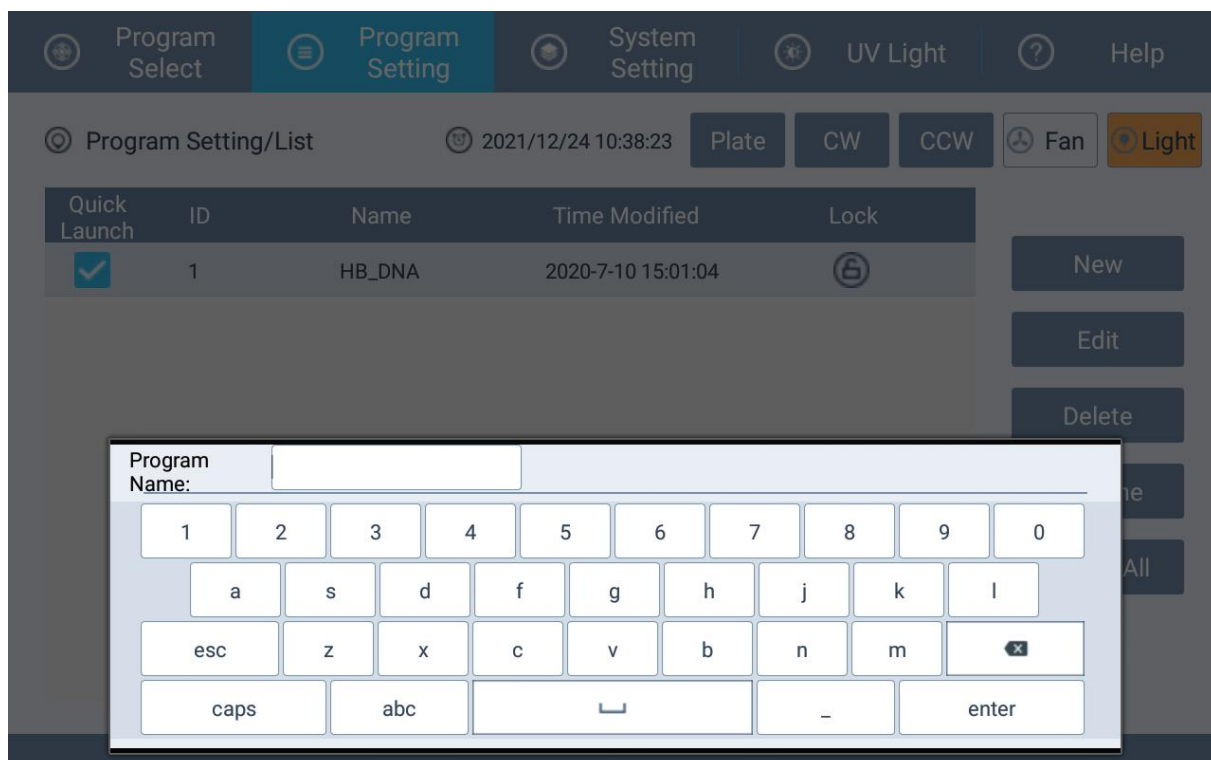 Program Select
Program Setting
System Setting
UV Light
Help
Program Setting/List
2021/12/24 10:38:23
Plate
CW
CCW
Fan
Light
Quick Launch
ID
Name
Time Modified
Lock
1
HB_DNA
2020-7-10 15:01:04
New
Edit
Delete
All
Program
Name:
1 2 3 4 5 6 7 8 9 0
a s d f g h j k l
esc z x c v b n m
caps abc _ enter